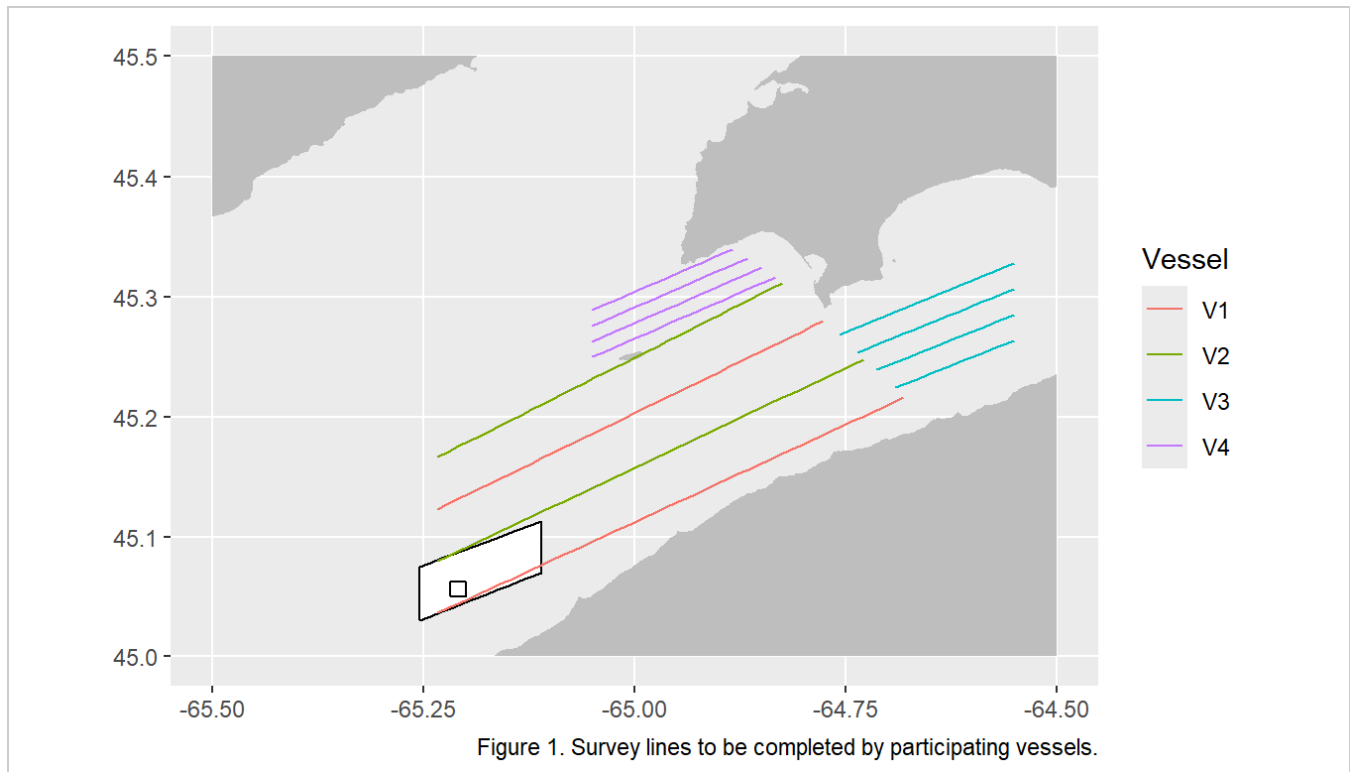 45.5
45.4
45.3
45.2
45.1
45.0
-65.50 -65.25 -65.00 -64.75 -64.50
Vessel
V1
V2
V3
V4
Figure 1. Survey lines to be completed by participating vessels.